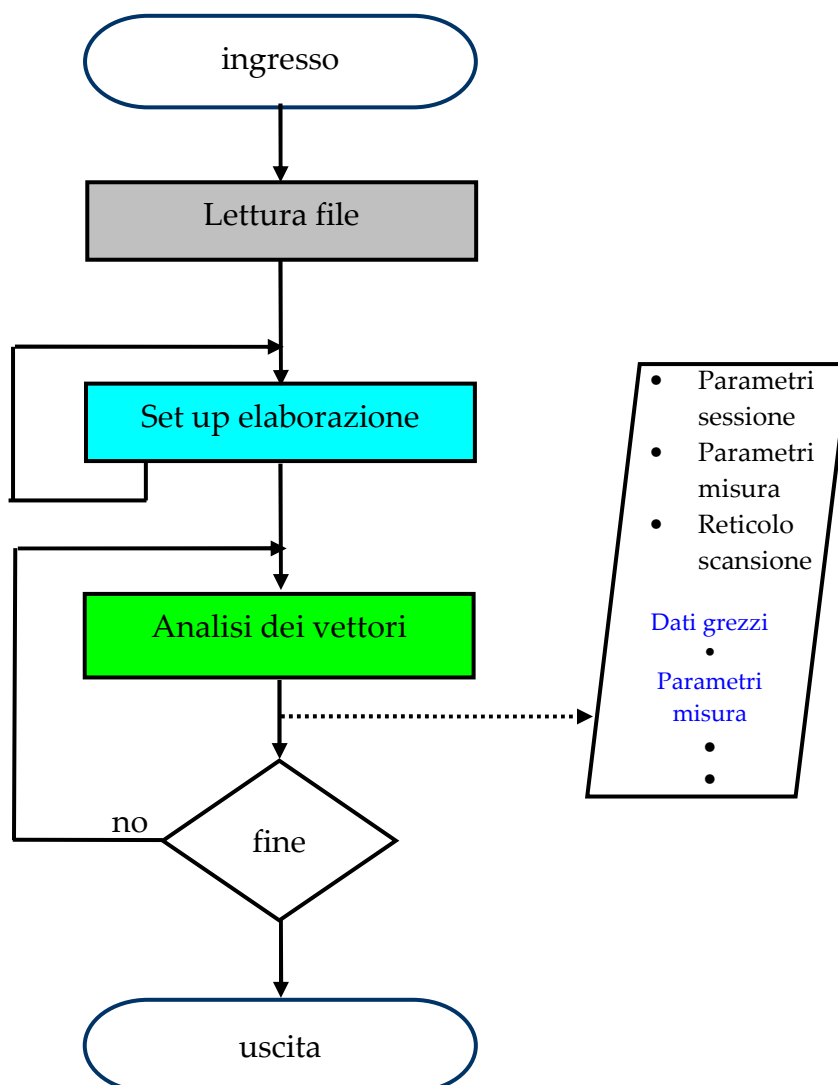 ingresso
Lettura file
Set up elaborazione
Analisi dei vettori
no
fine
uscita
• Parametri
sessione
• Parametri
misura
• Reticolo
scansione
Dati grezzi
•
Parametri
misura
•
•